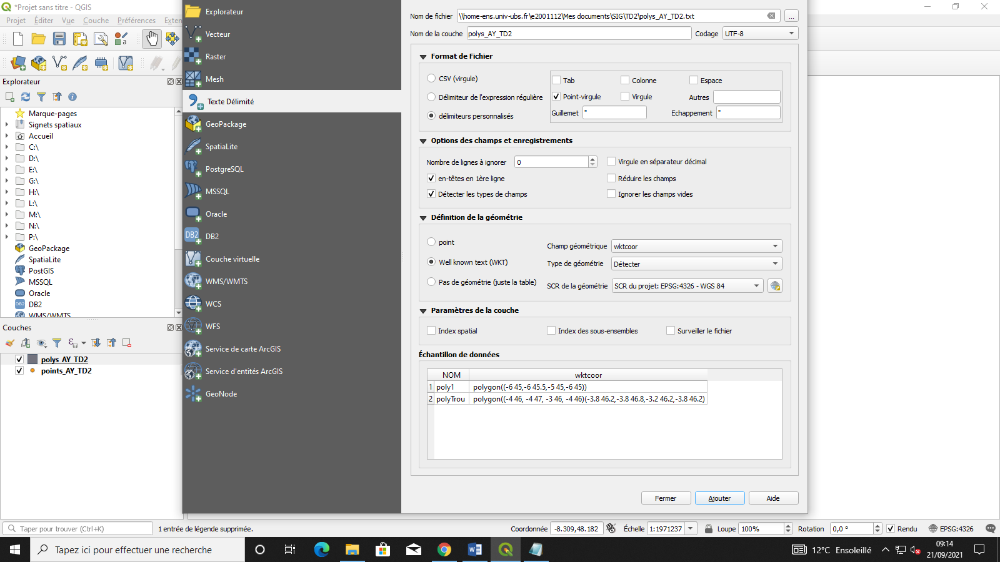 *Projet sans titre - QGIS
Projet Éditer Vue Couche Préférences Exten
Explorateur
Marque-pages
Signets spatiaux
Accueil
C:\
D:\
E:\
G:\
H:\
L:\
M:\
N:\
P:\
GeoPackage
SpatiaLite
PostGIS
MSSQL
Oracle
DB2
WMS/WMTS
Couches
polys_AY_TD2
points_AY_TD2
Explorateur
Vecteur
Raster
Mesh
Texte Délimité
GeoPackage
SpatiaLite
PostgreSQL
MSSQL
Oracle
DB2
Couche virtuelle
WMS/WMTS
WCS
WFS
Service de carte ArcGIS
Service d'entités ArcGIS
GeoNode
Nom de fichier \\home-ens.univ-ubs.fr\e2001112\Mes documents\SIG\TD2\polys_AY_TD2.txt ...
Nom de la couche polys_AY_TD2 Codage UTF-8
Format de Fichier
CSV (virgule)
Délimiteur de l'expression régulière
délimiteurs personnalisés
Tab Colonne Espace
Point-virgule Virgule Autres
Guillemet " Echappement "
Options des champs et enregistrements
Nombre de lignes à ignorer 0 Virgule en séparateur décimal
en-têtes en 1ère ligne Réduire les champs
Détecter les types de champs Ignorer les champs vides
Définition de la géométrie
point Champ géométrique wktcoor
Well known text (WKT) Type de géométrie Détecter
Pas de géométrie (juste la table) SCR de la géométrie SCR du projet: EPSG:4326 - WGS 84
Paramètres de la couche
Index spatial Index des sous-ensembles Surveiller le fichier
Échantillon de données
NOM wktcoor
1 poly1 polygon((-6 45,-6 45.5,-5 45,-6 45))
2 polyTrou polygon((-4 46, -4 47, -3 46, -4 46)(-3.8 46.2,-3.8 46.8,-3.2 46.2,-3.8 46.2)
Fermer Ajouter Aide
Taper pour trouver (Ctrl+K) 1 entrée de légende supprimée. Coordonnée -8.309,48.182 Échelle 1:1971237 Loupe 100% Rotation 0,0 ° Rendu EPSG:4326
Tapez ici pour effectuer une recherche
12°C Ensoleillé
09:14
21/09/2021